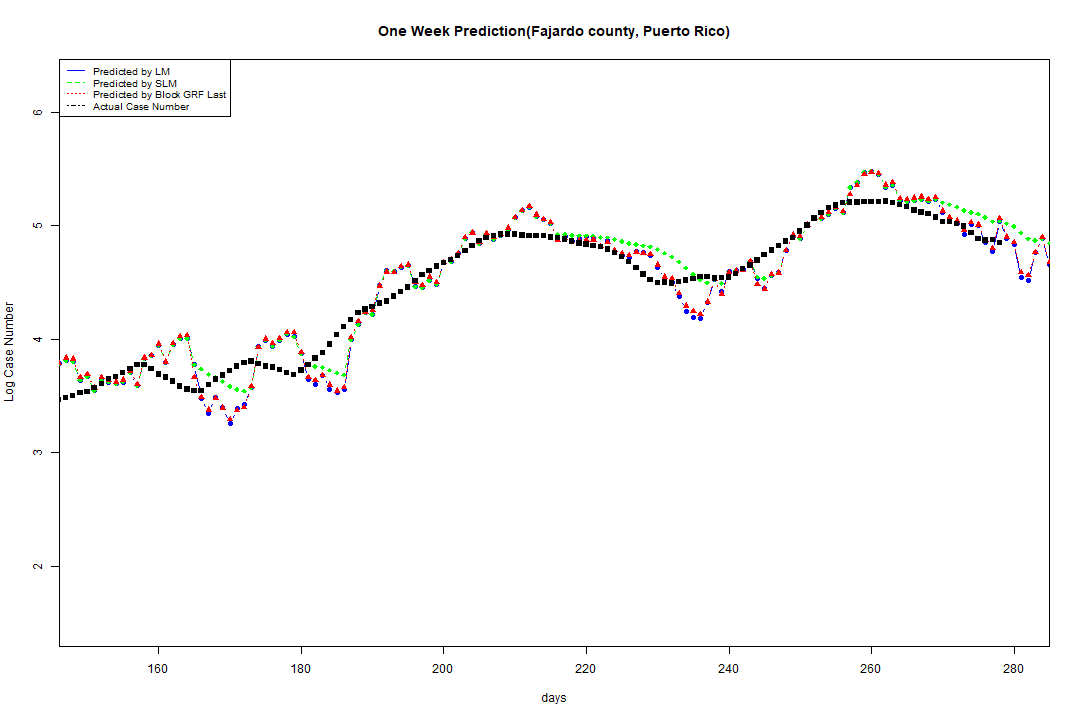 One Week Prediction(Fajardo county, Puerto Rico)
Predicted by LM
Predicted by SLM
Predicted by Block GRF Last
Actual Case Number
6
5
4
3
2
Log Case Number
160 180 200 220 240 260 280
days